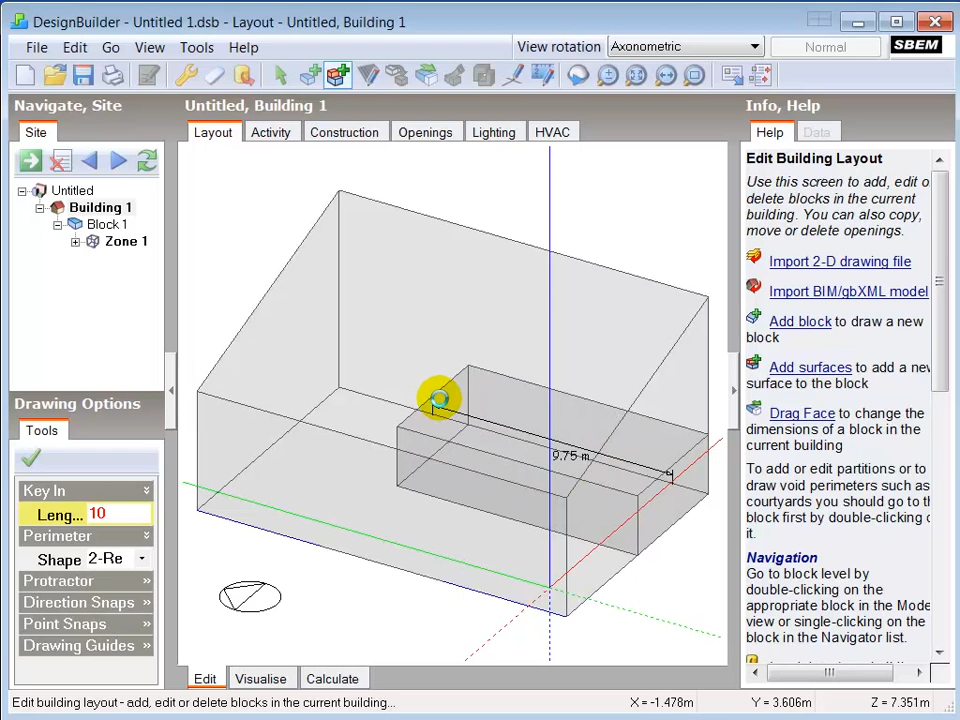 DesignBuilder - Untitled 1.dsb - Layout - Untitled, Building 1
File Edit Go View Tools Help
View rotation Axonometric Normal SBEM
Navigate, Site
Site
Untitled
Building 1
Block 1
Zone 1
Drawing Options
Tools
Key In
Leng... 10
Perimeter
Shape 2-Re
Protractor
Direction Snaps
Point Snaps
Drawing Guides
Untitled, Building 1
Layout Activity Construction Openings Lighting HVAC
9.75 m
Edit Visualise Calculate
Info, Help
Help Data
Edit Building Layout
Use this screen to add, edit o
delete blocks in the current
building. You can also copy,
move or delete openings.
Import 2-D drawing file
Import BIM/gbXML model
Add block to draw a new
block
Add surfaces to add a new
surface to the block
Drag Face to change the
dimensions of a block in the
current building
To add or edit partitions or to
draw void perimeters such as
courtyards you should go to th
block first by double-clicking o
it.
Navigation
Go to block level by
double-clicking on the
appropriate block in the Mode
view or single-clicking on the
block in the Navigator list.
Edit building layout - add, edit or delete blocks in the current building...
X = -1.478m Y = 3.606m Z = 7.351m